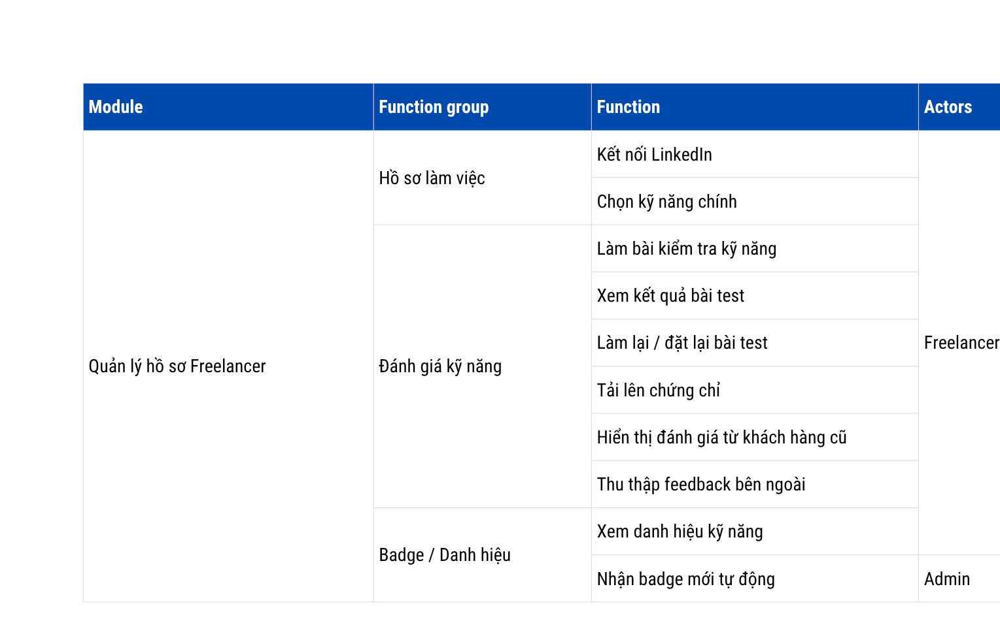 Module Function group Function Actors
Kết nối LinkedIn
Hồ sơ làm việc
Chọn kỹ năng chính
Làm bài kiểm tra kỹ năng
Xem kết quả bài test
Làm lại / đặt lại bài test Freelancer
Quản lý hồ sơ Freelancer Đánh giá kỹ năng
Tải lên chứng chỉ
Hiển thị đánh giá từ khách hàng cũ
Thu thập feedback bên ngoài
Xem danh hiệu kỹ năng
Badge / Danh hiệu
Nhận badge mới tự động Admin